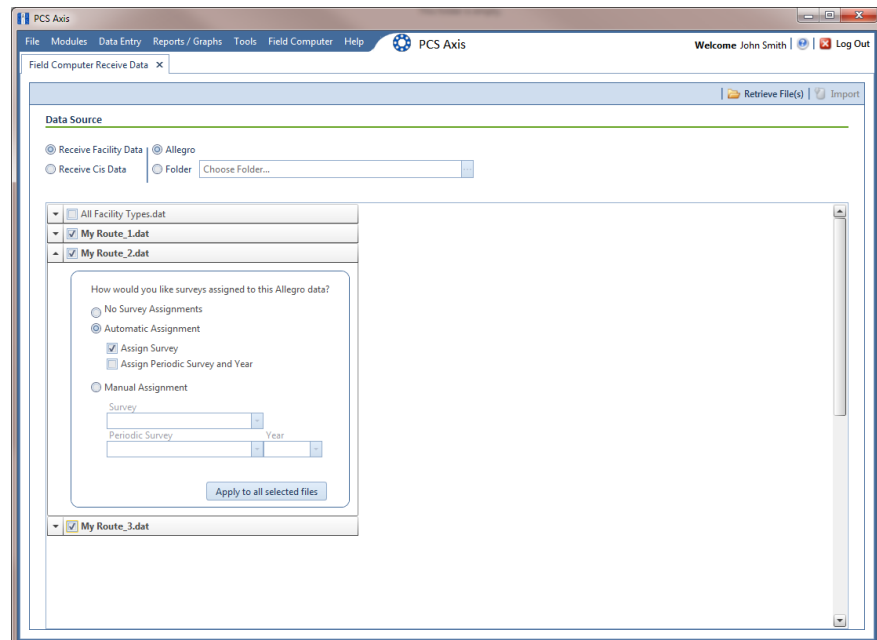 PCS Axis
File Modules Data Entry Reports / Graphs Tools Field Computer Help PCS Axis Welcome John Smith | Log Out
Field Computer Receive Data
Retrieve File(s) | Import
Data Source
Receive Facility Data Allegro
Receive Cis Data Folder Choose Folder... ...
All Facility Types.dat
My Route_1.dat
My Route_2.dat
How would you like surveys assigned to this Allegro data?
No Survey Assignments
Automatic Assignment
Assign Survey
Assign Periodic Survey and Year
Manual Assignment
Survey
Periodic Survey Year
Apply to all selected files
My Route_3.dat